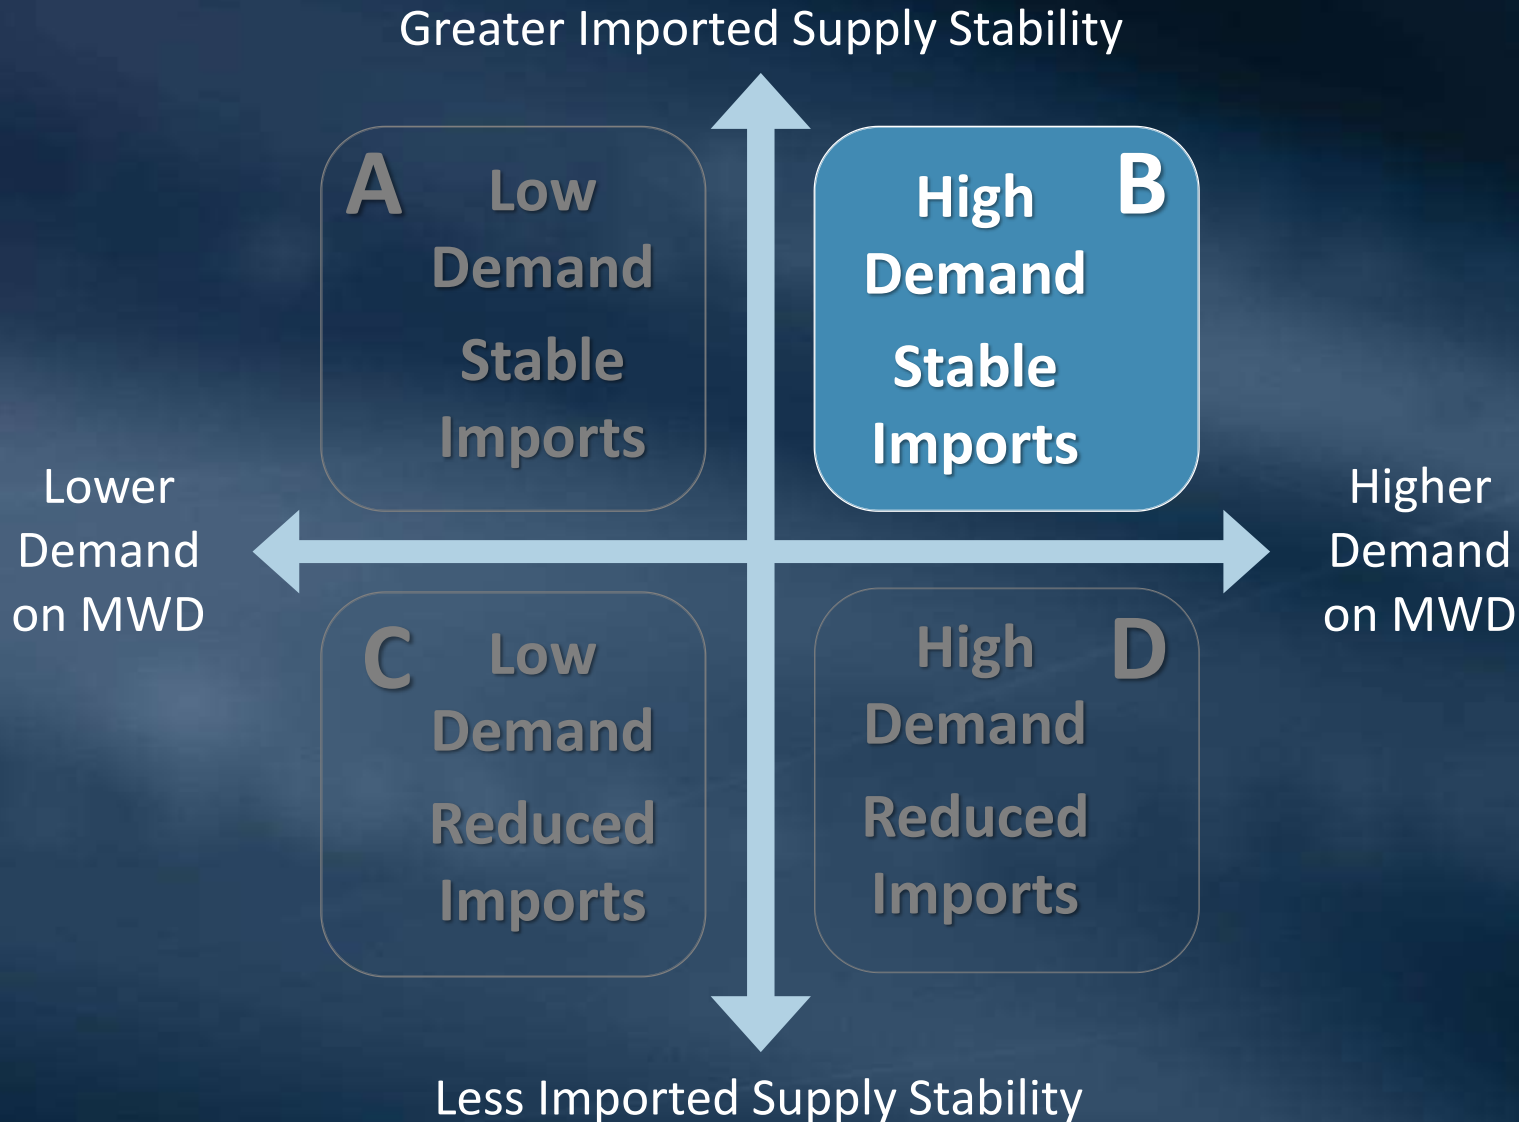 Greater Imported Supply Stability
A
Low
Demand
Stable
Imports
B
High
Demand
Stable
Imports
Lower
Demand
on MWD
Higher
Demand
on MWD
C
Low
Demand
Reduced
Imports
D
High
Demand
Reduced
Imports
Less Imported Supply Stability